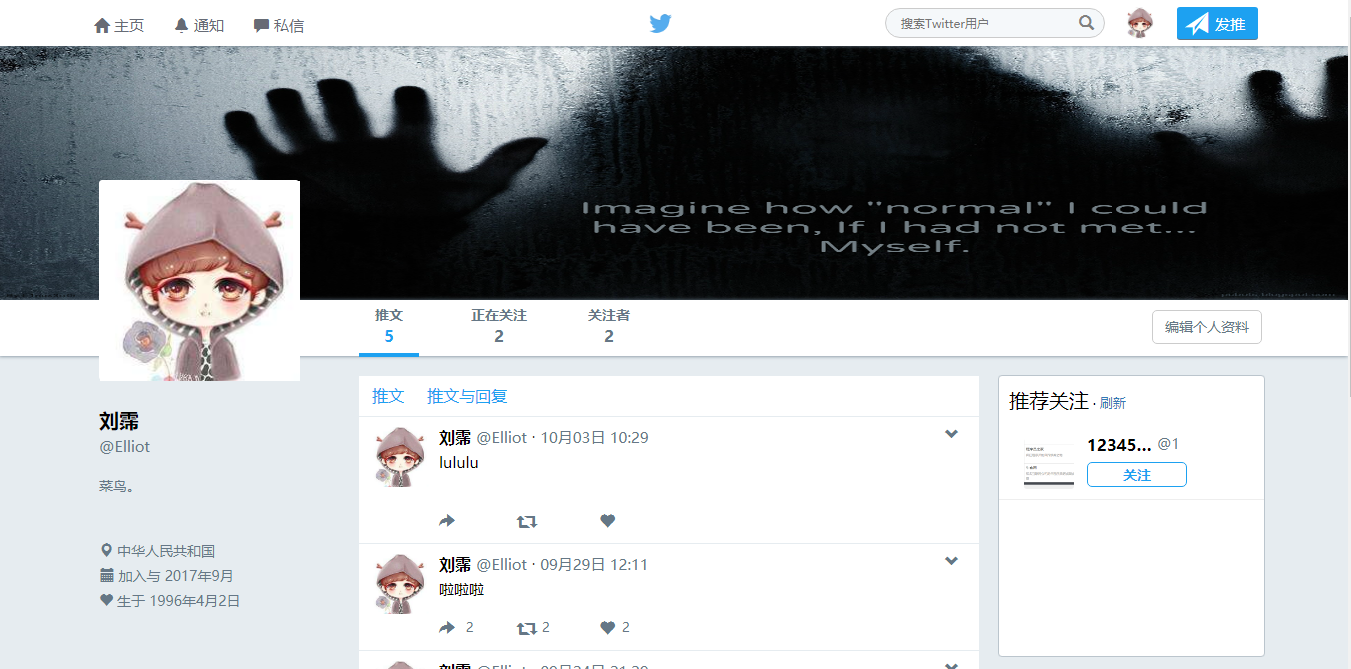 主页 通知 私信 搜索Twitter用户 发推
Imagine how "normal" I could
have been, If I had not met...
Myself.
推文 正在关注 关注者
5 2 2
编辑个人资料
刘霈
@Elliot
菜鸟。
中华人民共和国
加入与 2017年9月
生于 1996年4月2日
推文 推文与回复
刘霈 @Elliot · 10月03日 10:29
lululu
刘霈 @Elliot · 09月29日 12:11
啦啦啦
2 2 2
推荐关注 · 刷新
12345... @1
关注